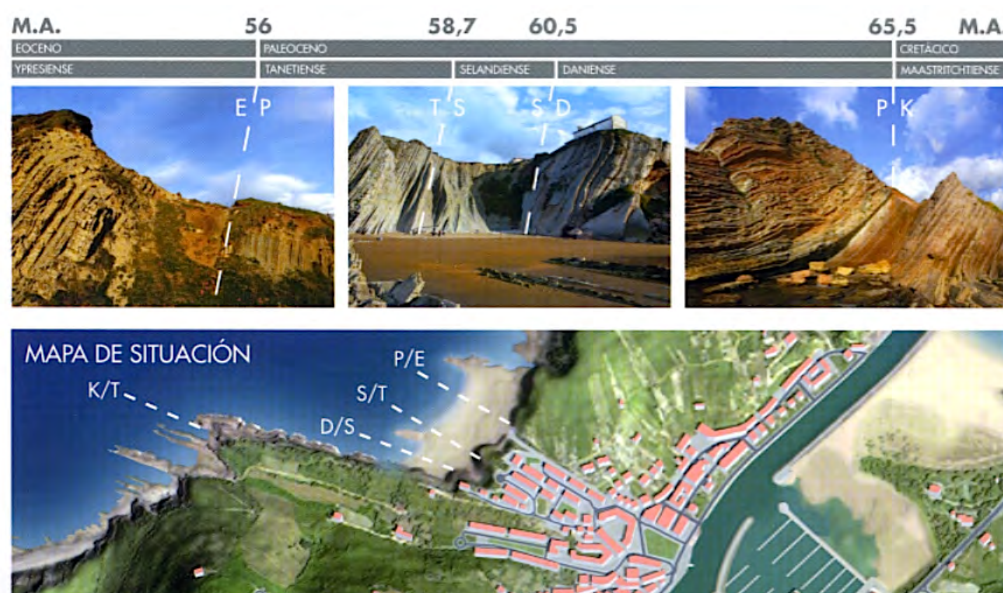 M.A. 56 58,7 60,5 65,5 M.A.
EOCENO PALEOCENO CRETÁCICO
YPRESIENSE TANETIENSE SELANDIENSE DANIENSE MAASTRITCHTIENSE
E P T S S D P K
MAPA DE SITUACIÓN
P/E
K/T
S/T
D/S